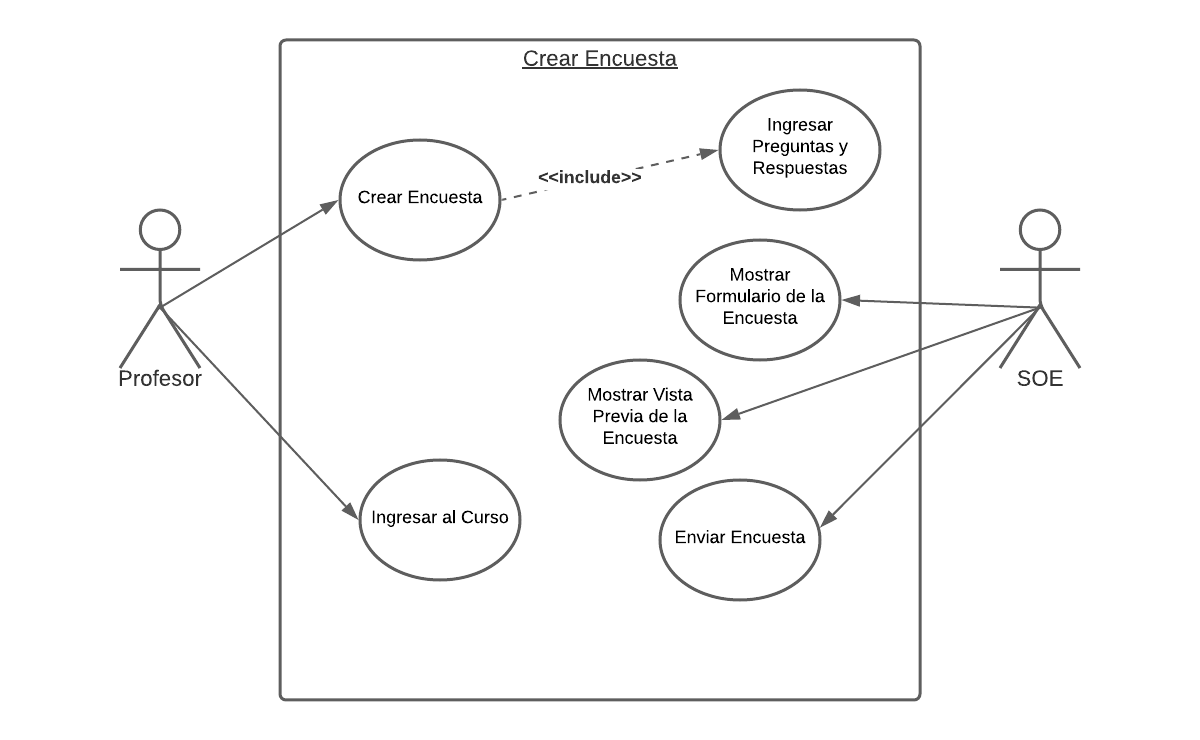 Crear Encuesta
Ingresar
Preguntas y
Respuestas
<<include>>
Crear Encuesta
Mostrar
Formulario de la
Encuesta
Profesor
SOE
Mostrar Vista
Previa de la
Encuesta
Ingresar al Curso
Enviar Encuesta